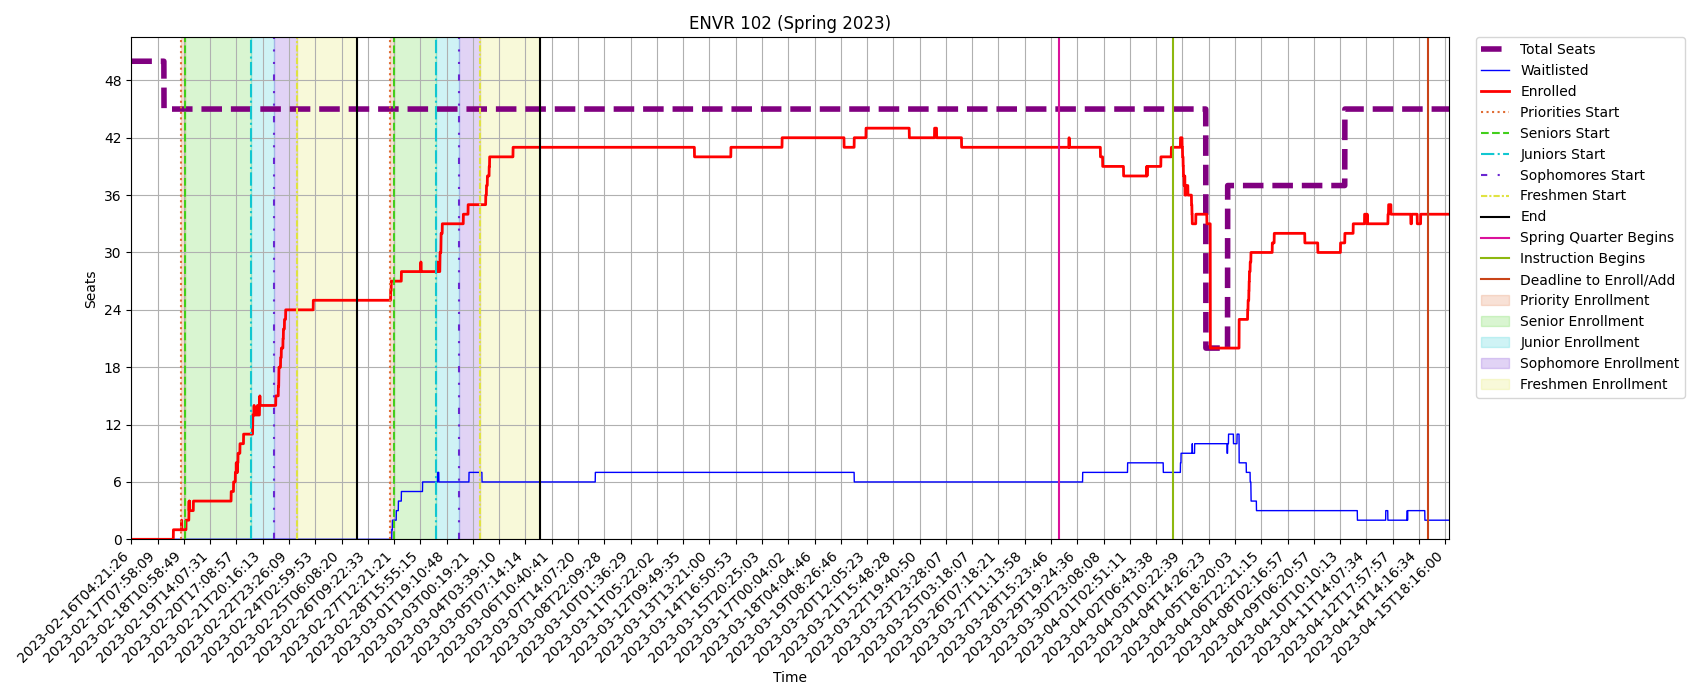 ENVR 102 (Spring 2023)
Seats
48
42
36
30
24
18
12
6
0
2023-02-16T04:21:26
2023-02-17T07:58:09
2023-02-18T10:58:49
2023-02-19T14:07:31
2023-02-20T17:08:57
2023-02-21T20:16:13
2023-02-22T23:26:09
2023-02-24T02:59:53
2023-02-25T06:08:20
2023-02-26T09:22:33
2023-02-27T12:21:21
2023-02-28T15:55:15
2023-03-01T19:10:48
2023-03-03T00:19:21
2023-03-04T03:39:10
2023-03-05T07:14:14
2023-03-06T10:40:41
2023-03-07T14:07:20
2023-03-08T22:09:28
2023-03-10T01:36:29
2023-03-11T05:22:02
2023-03-12T09:49:35
2023-03-13T13:21:00
2023-03-14T16:50:53
2023-03-15T20:25:03
2023-03-17T00:04:02
2023-03-18T04:04:46
2023-03-19T08:26:46
2023-03-20T12:05:23
2023-03-21T15:48:28
2023-03-22T19:40:50
2023-03-23T23:28:07
2023-03-25T03:18:07
2023-03-26T07:18:21
2023-03-27T11:13:58
2023-03-28T15:23:46
2023-03-29T19:24:36
2023-03-30T23:08:08
2023-04-01T02:51:11
2023-04-02T06:43:38
2023-04-03T10:22:39
2023-04-04T14:26:23
2023-04-05T18:20:03
2023-04-06T22:21:15
2023-04-08T02:16:57
2023-04-09T06:20:57
2023-04-10T10:10:13
2023-04-11T14:07:34
2023-04-12T17:57:57
2023-04-14T14:16:34
2023-04-15T18:16:00
Time
Total Seats
Waitlisted
Enrolled
Priorities Start
Seniors Start
Juniors Start
Sophomores Start
Freshmen Start
End
Spring Quarter Begins
Instruction Begins
Deadline to Enroll/Add
Priority Enrollment
Senior Enrollment
Junior Enrollment
Sophomore Enrollment
Freshmen Enrollment